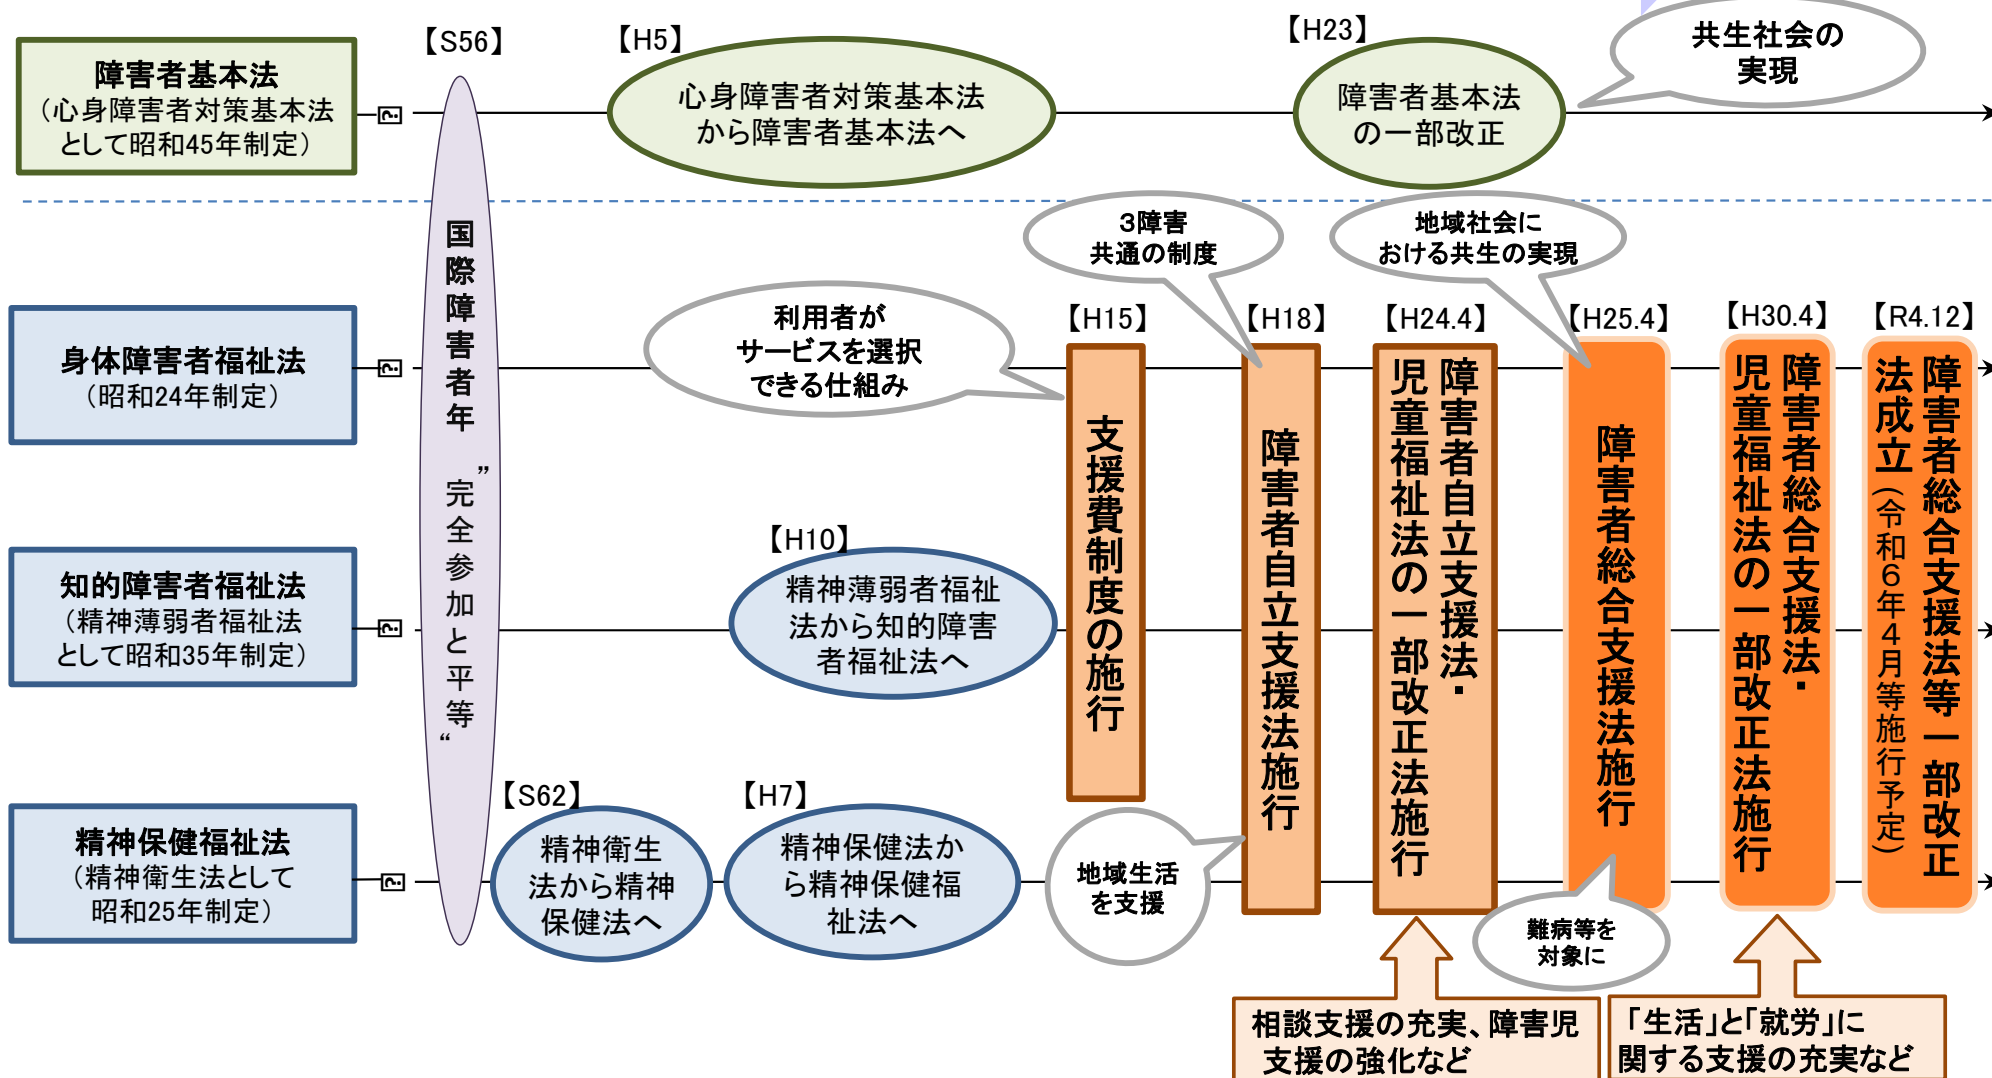 【S56】
【H5】
【H23】
共生社会の
実現
障害者基本法
（心身障害者対策基本法
として昭和45年制定）
心身障害者対策基本法
から障害者基本法へ
障害者基本法
の一部改正
国際障害者年
”完全参加と平等“
3障害
共通の制度
地域社会に
おける共生の実現
利用者が
サービスを選択
できる仕組み
【H15】
【H18】
【H24.4】
【H25.4】
【H30.4】
【R4.12】
身体障害者福祉法
（昭和24年制定）
支援費制度の施行
障害者自立支援法施行
障害者自立支援法・
児童福祉法の一部改正法施行
障害者総合支援法施行
障害者総合支援法・
児童福祉法の一部改正法施行
障害者総合支援法等一部改正
法成立（令和６年４月等施行予定）
【H10】
知的障害者福祉法
（精神薄弱者福祉法
として昭和35年制定）
精神薄弱者福祉
法から知的障害
者福祉法へ
【S62】
【H7】
精神保健福祉法
（精神衛生法として
昭和25年制定）
精神衛生
法から精神
保健法へ
精神保健法か
ら精神保健福
祉法へ
地域生活
を支援
難病等を
対象に
相談支援の充実、障害児
支援の強化など
「生活」と「就労」に
関する支援の充実など